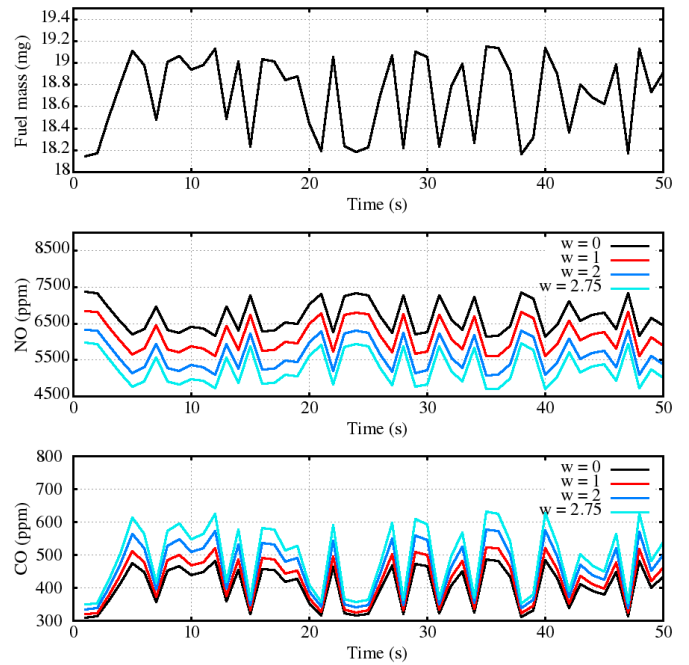 Fuel mass (mg)
19.4
19.1
18.9
18.6
18.4
18.2
18
0
10
20
30
40
50
Time (s)
NO (ppm)
8500
7500
6500
5500
4500
w = 0
w = 1
w = 2
w = 2.75
0
10
20
30
40
50
Time (s)
CO (ppm)
800
700
600
500
400
300
w = 0
w = 1
w = 2
w = 2.75
0
10
20
30
40
50
Time (s)